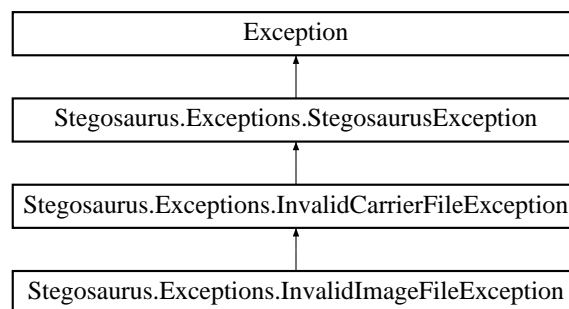 Exception
Stegosaurus.Exceptions.StegosaurusException
Stegosaurus.Exceptions.InvalidCarrierFileException
Stegosaurus.Exceptions.InvalidImageFileException